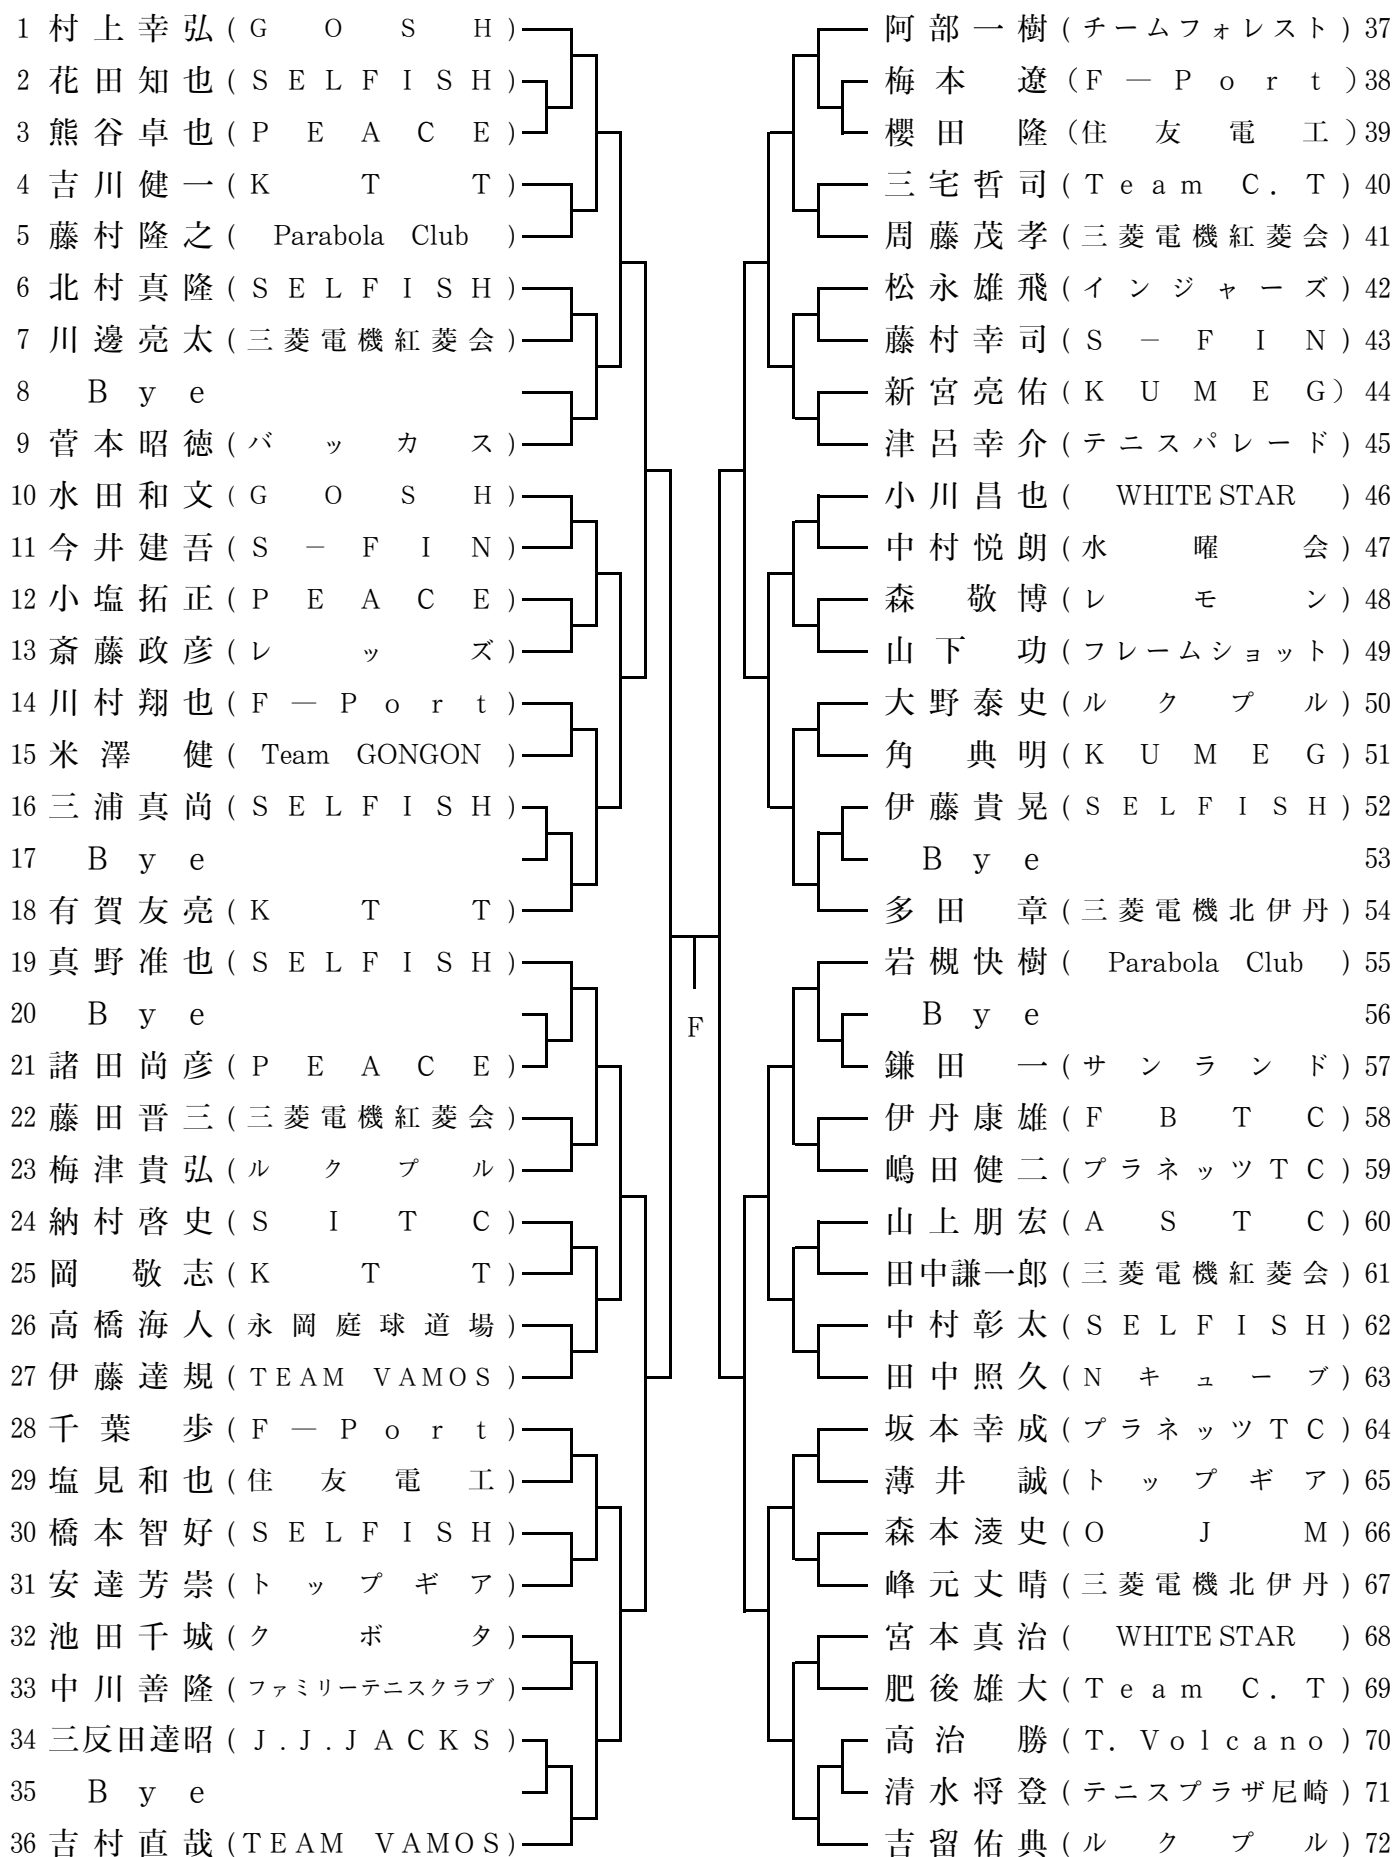 1 村上幸弘(GOSH)
2 花田知也(SELFISH)
3 熊谷卓也(PEACE)
4 吉川健一(KTT)
5 藤村隆之( Parabola Club )
6 北村真隆(SELFISH)
7 川邊亮太(三菱電機紅菱会)
8 Bye
9 菅本昭徳(バッカス)
10 水田和文(GOSH)
11 今井建吾(S－FIN)
12 小塩拓正(PEACE)
13 斎藤政彦(レッズ)
14 川村翔也(F―Port)
15 米澤 健( Team GONGON )
16 三浦真尚(SELFISH)
17 Bye
18 有賀友亮(KTT)
19 真野准也(SELFISH)
20 Bye
21 諸田尚彦(PEACE)
22 藤田晋三(三菱電機紅菱会)
23 梅津貴弘(ルクプル)
24 納村啓史(SITC)
25 岡 敬志(KTT)
26 高橋海人(永岡庭球道場)
27 伊藤達規(TEAM VAMOS)
28 千葉 歩(F―Port)
29 塩見和也(住友電工)
30 橋本智好(SELFISH)
31 安達芳崇(トップギア)
32 池田千城(クボタ)
33 中川善隆(ファミリーテニスクラブ)
34 三反田達昭(J.J.JACKS)
35 Bye
36 吉村直哉(TEAM VAMOS)
F
阿部一樹(チームフォレスト) 37
梅本 遼(F―Port) 38
櫻田 隆(住友電工) 39
三宅哲司(Team C.T) 40
周藤茂孝(三菱電機紅菱会) 41
松永雄飛(インジャーズ) 42
藤村幸司(S－FIN) 43
新宮亮佑(KUMEG) 44
津呂幸介(テニスパレード) 45
小川昌也( WHITE STAR ) 46
中村悦朗(水曜会) 47
森 敬博(レモン) 48
山下 功(フレームショット) 49
大野泰史(ルクプル) 50
角 典明(KUMEG) 51
伊藤貴晃(SELFISH) 52
Bye 53
多田 章(三菱電機北伊丹) 54
岩槻快樹( Parabola Club ) 55
Bye 56
鎌田 一(サンランド) 57
伊丹康雄(FBTC) 58
嶋田健二(プラネッツTC) 59
山上朋宏(ASTC) 60
田中謙一郎(三菱電機紅菱会) 61
中村彰太(SELFISH) 62
田中照久(Nキューブ) 63
坂本幸成(プラネッツTC) 64
薄井 誠(トップギア) 65
森本淩史(OJM) 66
峰元丈晴(三菱電機北伊丹) 67
宮本真治( WHITE STAR ) 68
肥後雄大(Team C.T) 69
高治 勝(T.Volcano) 70
清水将登(テニスプラザ尼崎) 71
吉留佑典(ルクプル) 72